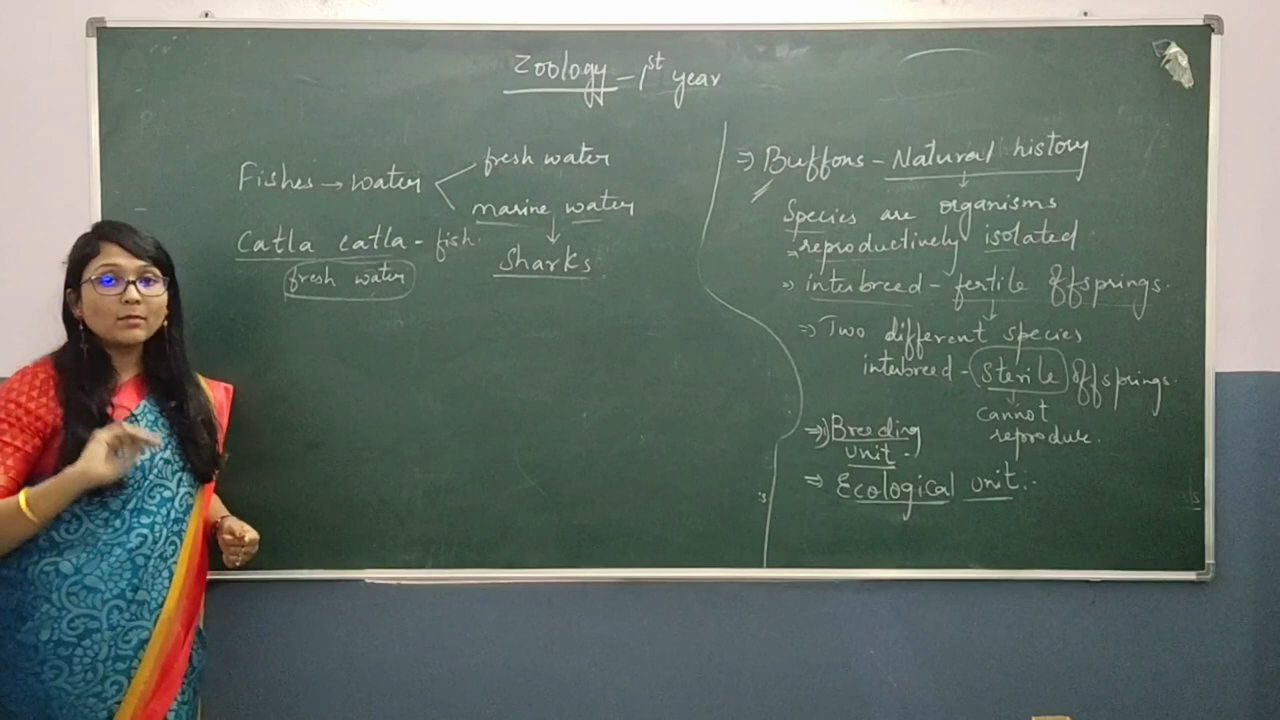 Zoology - 1st year
Fishes → water
fresh water
marine water
Catla catla - fish.
fresh water
Sharks
⇒ Buffons - Natural history
Species are organisms
⇒ reproductively isolated
⇒ interbreed - fertile offsprings.
⇒ Two different species
interbreed - sterile offsprings.
cannot
reproduce.
⇒ Breeding
unit -
⇒ Ecological unit.